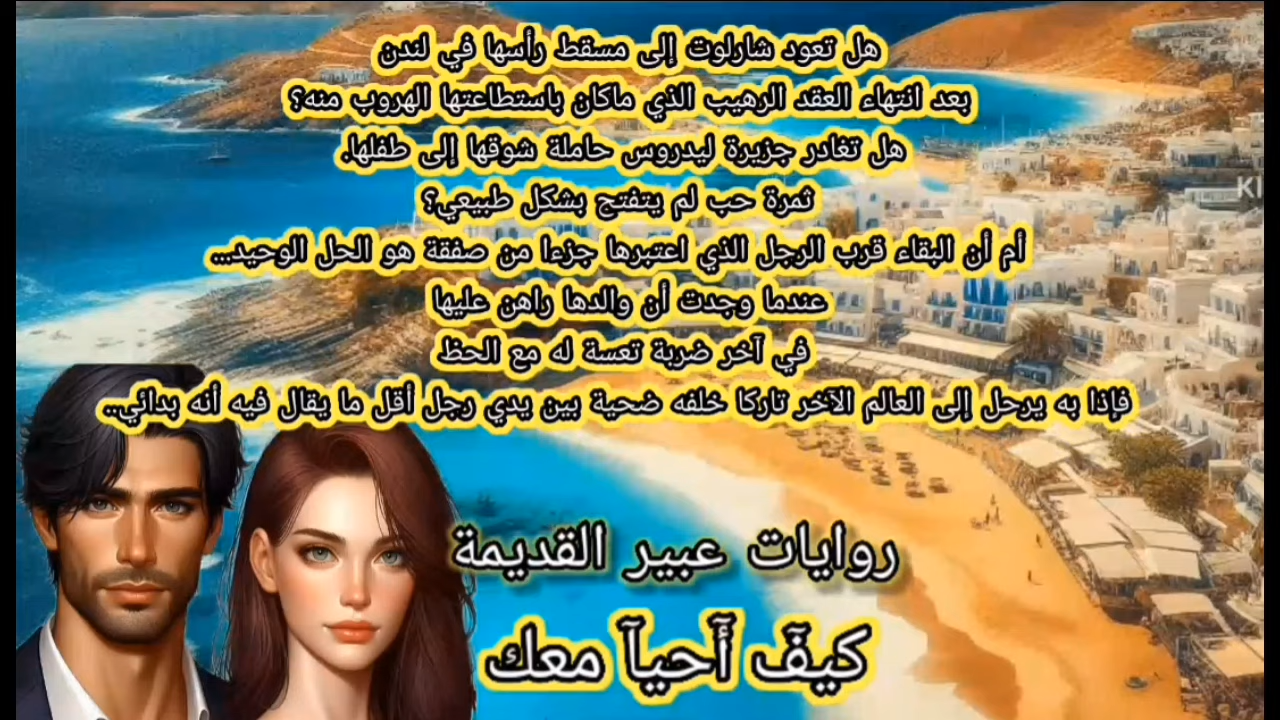 هل تعود شارلوت إلى مسقط رأسها في لندن
بعد انتهاء العقد الرهيب الذي ماكان باستطاعتها الهروب منه؟
هل تغادر جزيرة ليدروس حاملة شوقها إلى طفلها.
ثمرة حب لم يتفتح بشكل طبيعي؟
أم أن البقاء قرب الرجل الذي اعتبرها جزءا من صفقة هو الحل الوحيد...
عندما وجدت أن والدها راهن عليها
في آخر ضربة تعسة له مع الحظ
فإذا به يرحل إلى العالم الآخر تاركا خلفه ضحية بين يدي رجل أقل ما يقال فيه أنه بدائي..
روايات عبير القديمة
كيفَ أَحيآ معك